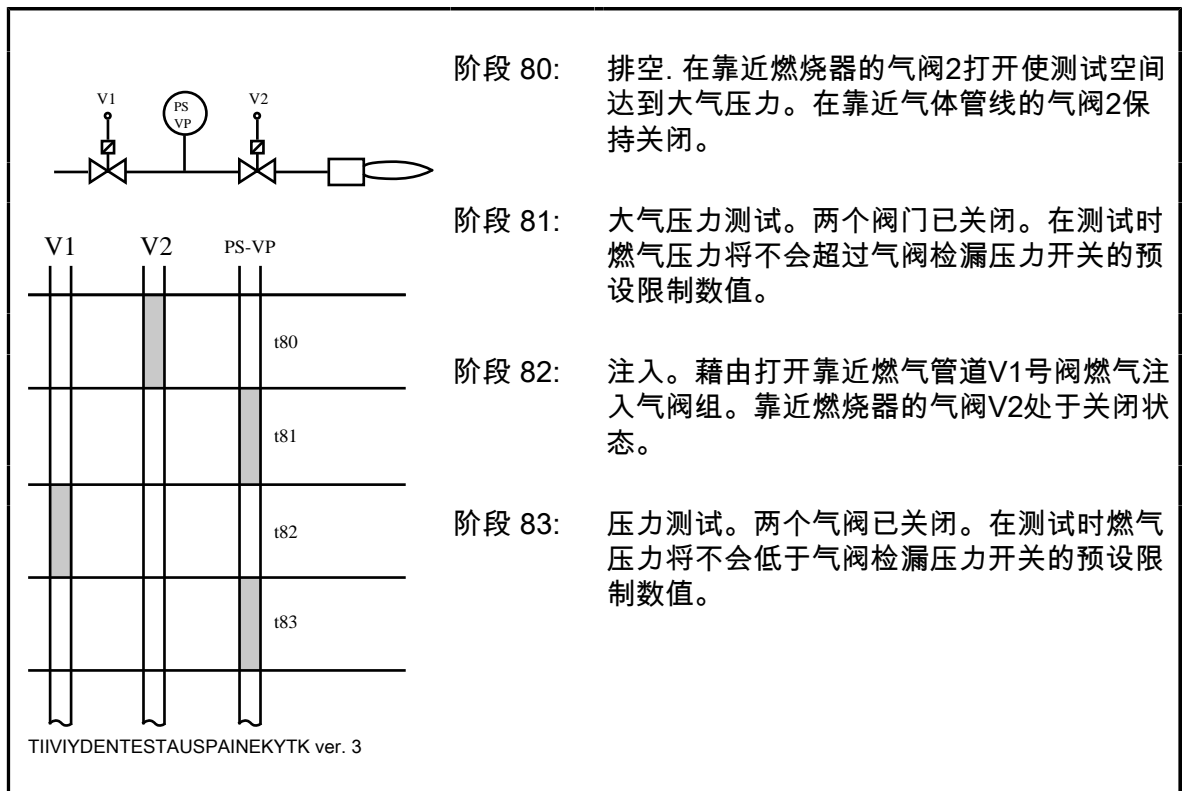 V1
PS
VP
V2
V1 V2 PS-VP
t80
t81
t82
t83
TIIVIYDENTESTAUSPAINEKYTK ver. 3
阶段 80: 排空. 在靠近燃烧器的气阀2打开使测试空间
达到大气压力。在靠近气体管线的气阀2保
持关闭。
阶段 81: 大气压力测试。两个阀门已关闭。在测试时
燃气压力将不会超过气阀检漏压力开关的预
设限制数值。
阶段 82: 注入。藉由打开靠近燃气管道V1号阀燃气注
入气阀组。靠近燃烧器的气阀V2处于关闭状
态。
阶段 83: 压力测试。两个气阀已关闭。在测试时燃气
压力将不会低于气阀检漏压力开关的预设限
制数值。